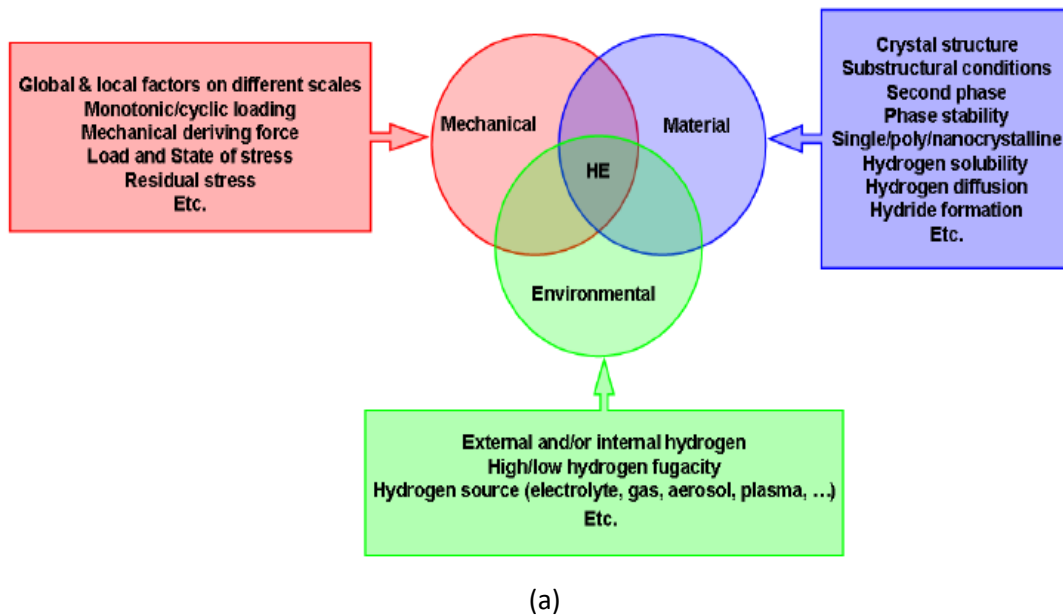 Global & local factors on different scales
Monotonic/cyclic loading
Mechanical deriving force
Load and State of stress
Residual stress
Etc.
Mechanical
Material
HE
Environmental
Crystal structure
Substructural conditions
Second phase
Phase stability
Single/poly/nanocrystalline
Hydrogen solubility
Hydrogen diffusion
Hydride formation
Etc.
External and/or internal hydrogen
High/low hydrogen fugacity
Hydrogen source (electrolyte, gas, aerosol, plasma, ...)
Etc.
(a)